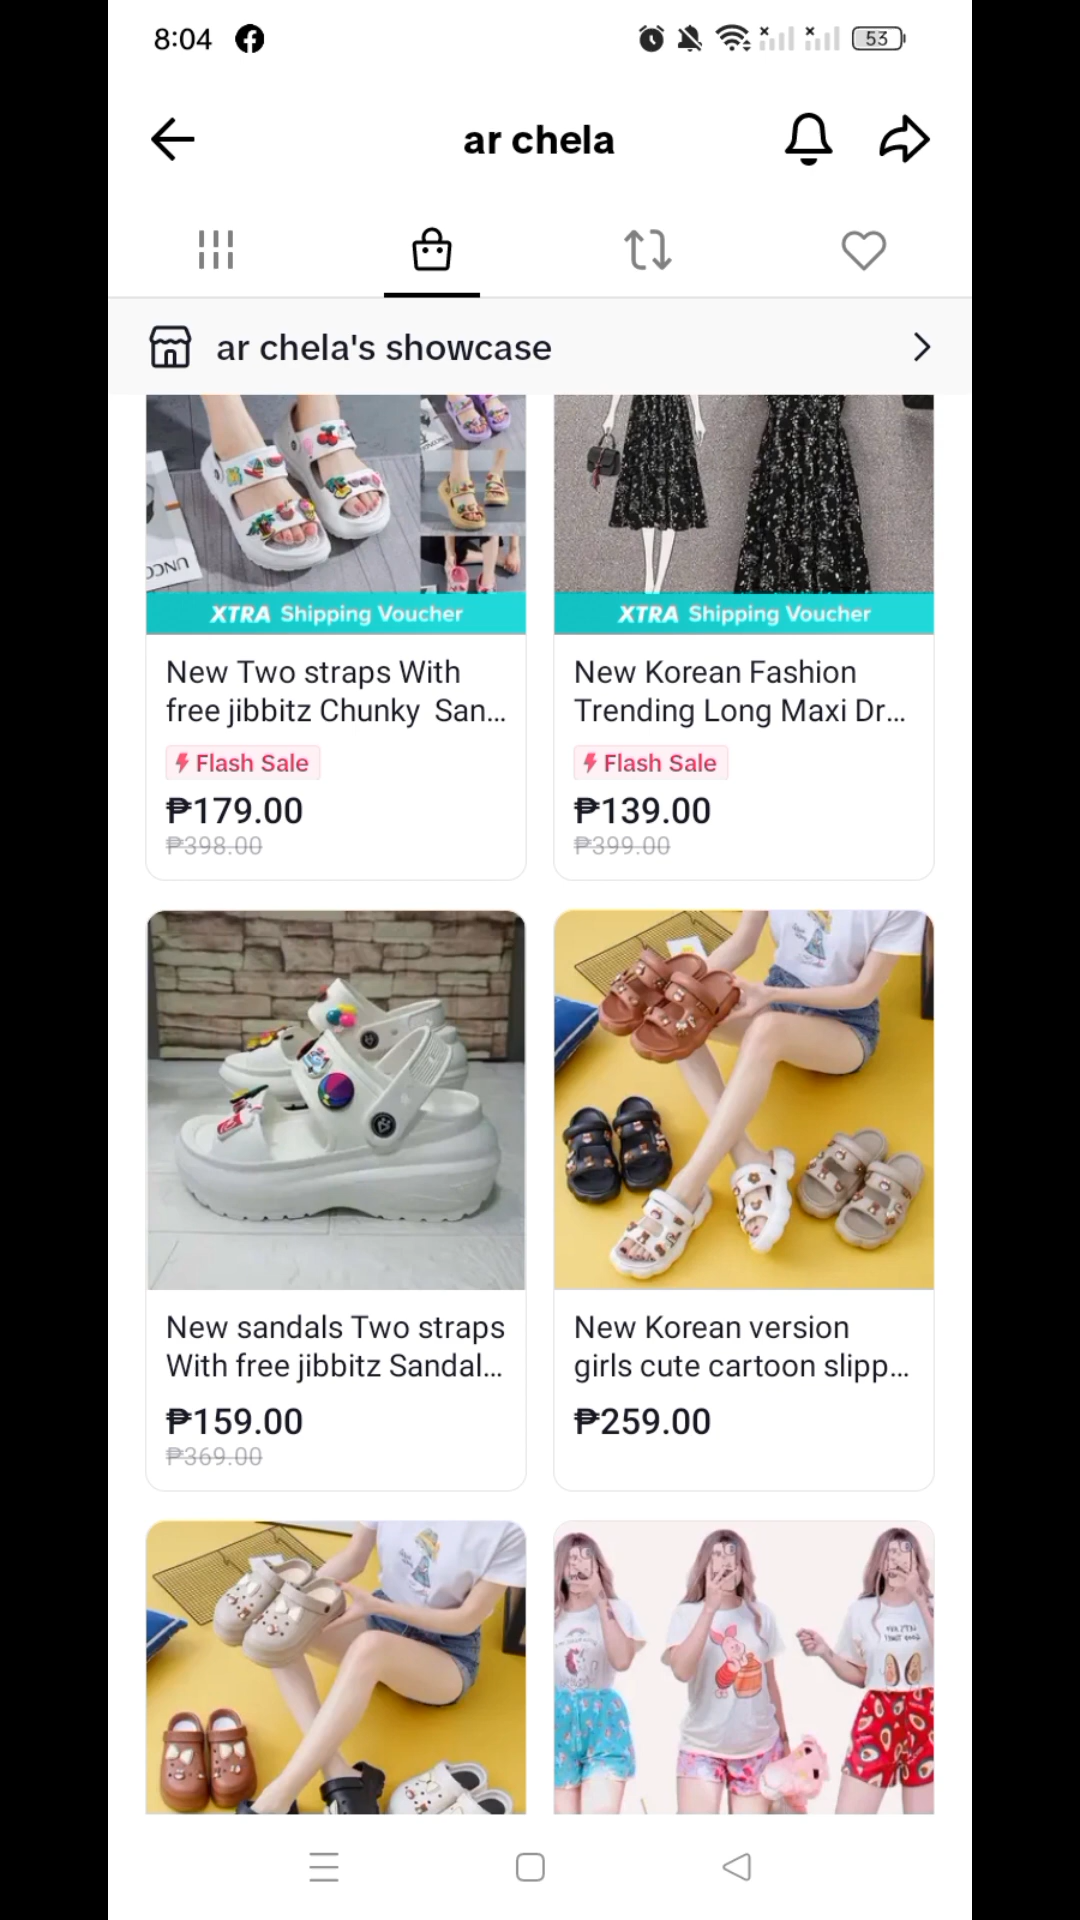 8:04
53
ar chela
ar chela's showcase
XTRA Shipping Voucher
XTRA Shipping Voucher
New Two straps With
free jibbitz Chunky San...
Flash Sale
₱179.00
₱398.00
New Korean Fashion
Trending Long Maxi Dr...
Flash Sale
₱139.00
₱399.00
New sandals Two straps
With free jibbitz Sandal...
₱159.00
₱369.00
New Korean version
girls cute cartoon slipp...
₱259.00